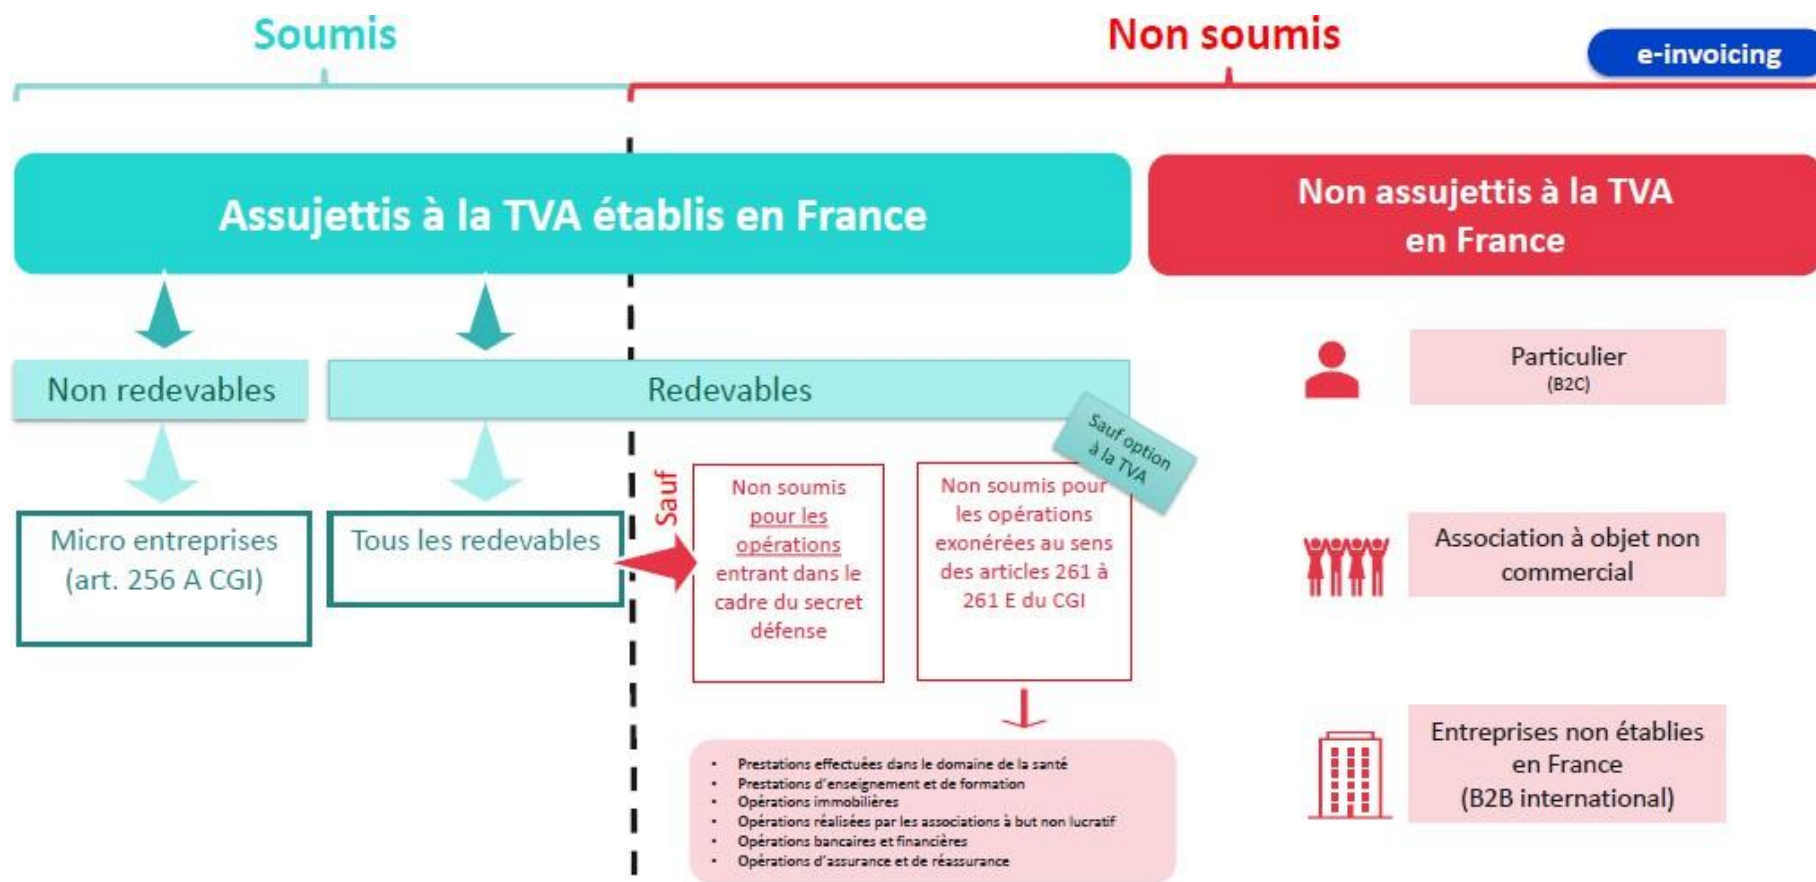 Soumis
Non soumis
e-invoicing
Assujettis à la TVA établis en France
Non assujettis à la TVA
en France
Non redevables
Redevables
Sauf option
à la TVA
Micro entreprises
(art. 256 A CGI)
Tous les redevables
Sauf
Non soumis
pour les
opérations
entrant dans le
cadre du secret
défense
Non soumis pour
les opérations
exonérées au sens
des articles 261 à
261 E du CGI
• Prestations effectuées dans le domaine de la santé
• Prestations d'enseignement et de formation
• Opérations immobilières
• Opérations réalisées par les associations à but non lucratif
• Opérations bancaires et financières
• Opérations d'assurance et de réassurance
Particulier
(B2C)
Association à objet non
commercial
Entreprises non établies
en France
(B2B international)